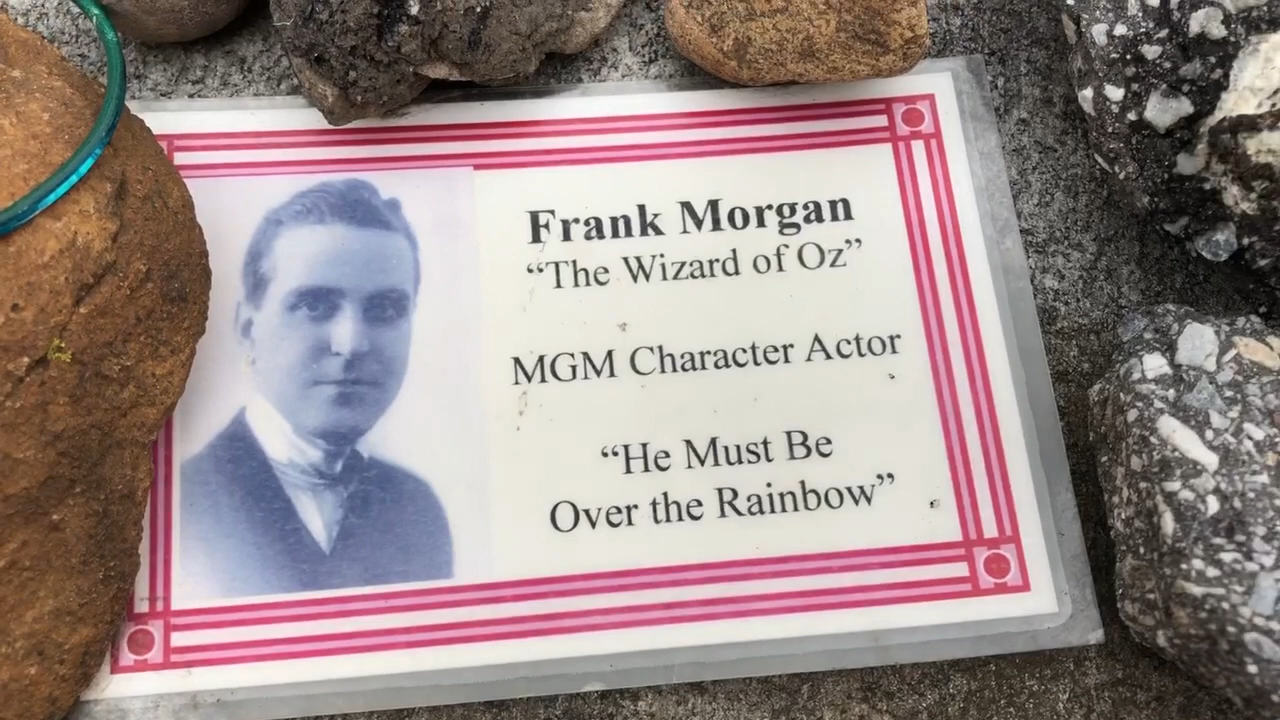 Frank Morgan
“The Wizard of Oz”
MGM Character Actor
“He Must Be
Over the Rainbow”